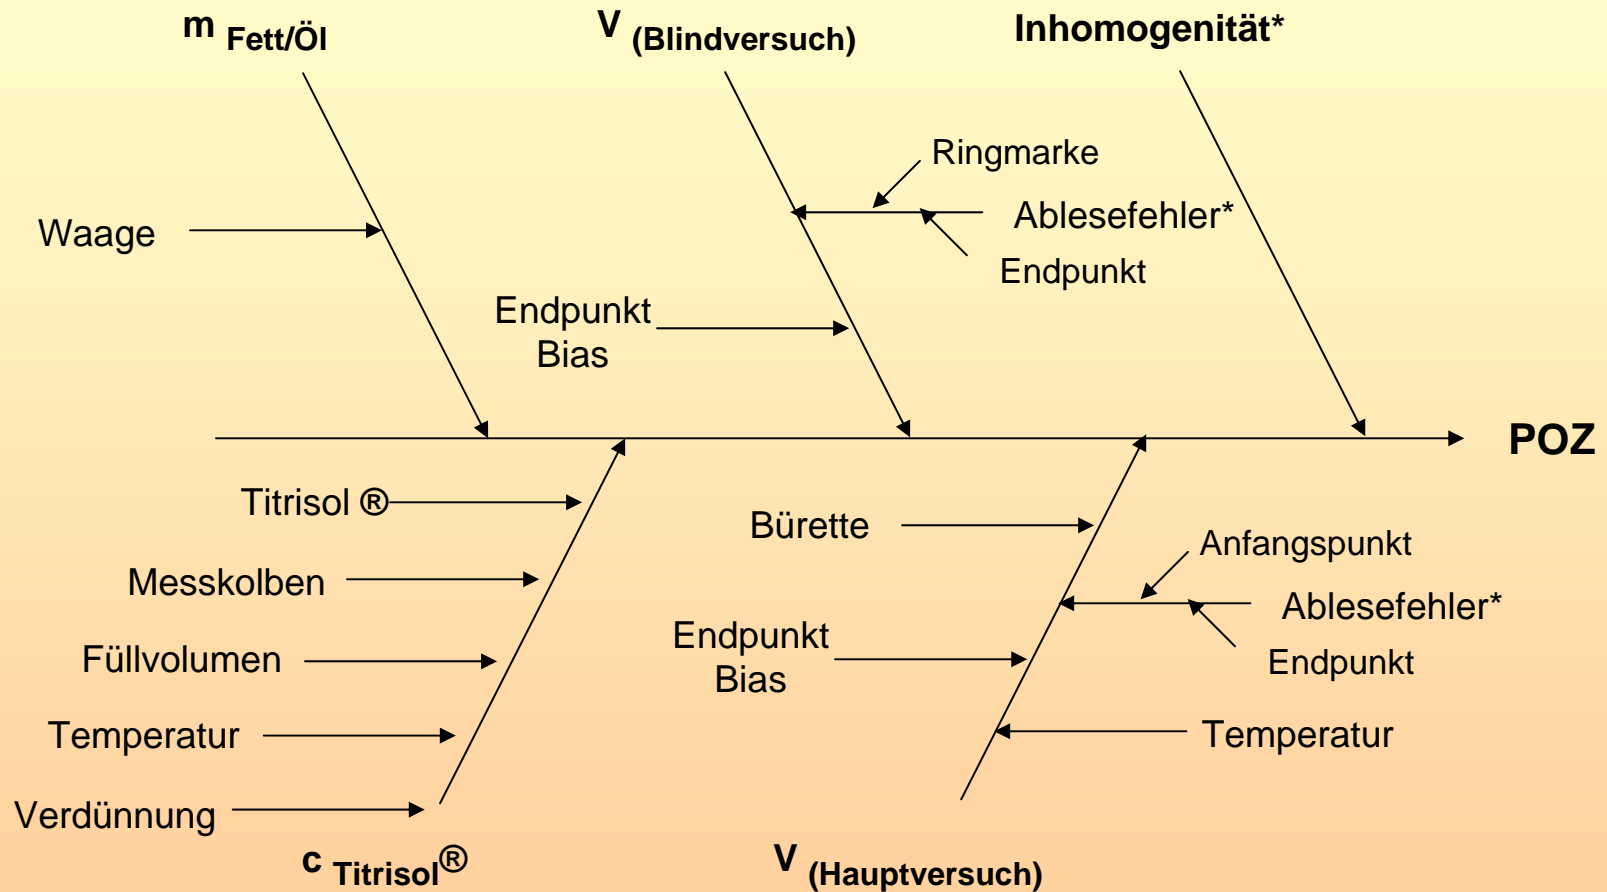 m Fett/Öl
V (Blindversuch)
Inhomogenität*
Ringmarke
Waage
Ablesefehler*
Endpunkt
Endpunkt
Bias
POZ
Titrisol ®
Bürette
Anfangspunkt
Messkolben
Ablesefehler*
Endpunkt
Bias
Füllvolumen
Endpunkt
Temperatur
Temperatur
Verdünnung
c Titrisol®
V (Hauptversuch)